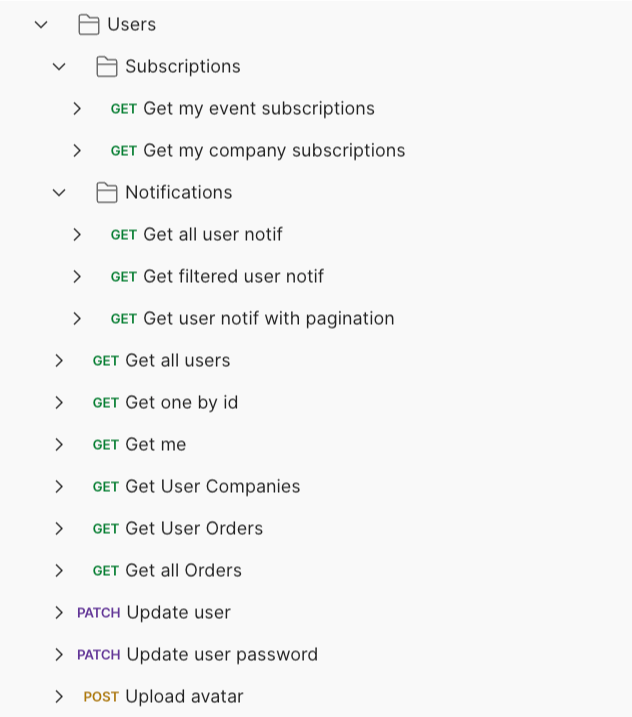 Users
Subscriptions
GET Get my event subscriptions
GET Get my company subscriptions
Notifications
GET Get all user notif
GET Get filtered user notif
GET Get user notif with pagination
GET Get all users
GET Get one by id
GET Get me
GET Get User Companies
GET Get User Orders
GET Get all Orders
PATCH Update user
PATCH Update user password
POST Upload avatar